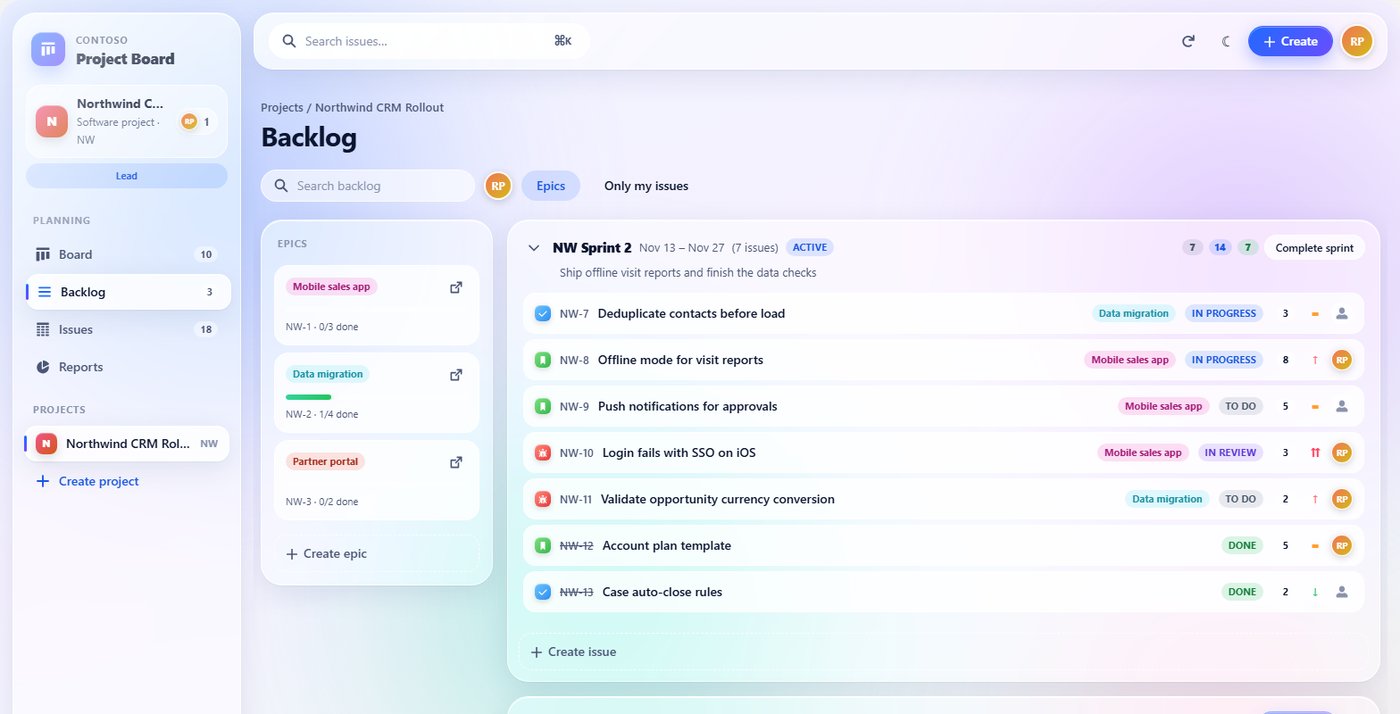 CONTOSO
Project Board
Northwind C...
Software project ·
NW
RP 1
N
Lead
PLANNING
Board 10
Backlog 3
Issues 18
Reports
PROJECTS
N Northwind CRM Rol... NW
Create project
Search issues... ⌘K
+ Create
RP
Projects / Northwind CRM Rollout
Backlog
Search backlog
RP
Epics
Only my issues
EPICS
Mobile sales app
NW-1 · 0/3 done
Data migration
NW-2 · 1/4 done
Partner portal
NW-3 · 0/2 done
+ Create epic
NW Sprint 2 Nov 13 – Nov 27 (7 issues) ACTIVE 7 14 7 Complete sprint
Ship offline visit reports and finish the data checks
NW-7 Deduplicate contacts before load Data migration IN PROGRESS 3
NW-8 Offline mode for visit reports Mobile sales app IN PROGRESS 8 ↑ RP
NW-9 Push notifications for approvals Mobile sales app TO DO 5
NW-10 Login fails with SSO on iOS Mobile sales app IN REVIEW 3 ⇈ RP
NW-11 Validate opportunity currency conversion Data migration TO DO 2 ↑ RP
NW-12 Account plan template DONE 5 RP
NW-13 Case auto-close rules DONE 2 ↓
+ Create issue